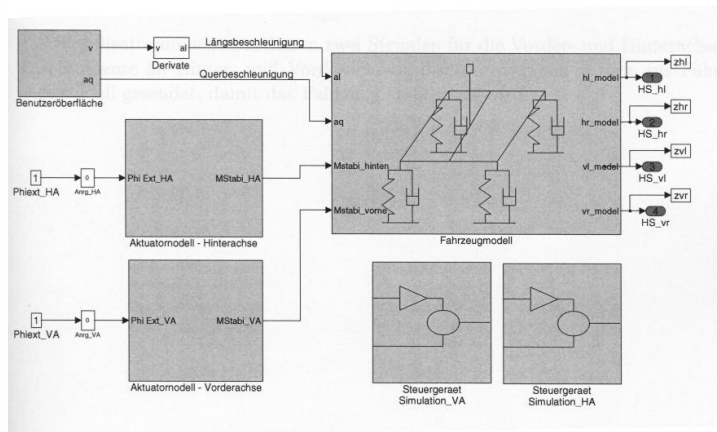 v
aq
Benutzeroberfläche
v al
Derivate
Längsbeschleunigung
Querbeschleunigung
al
aq
Mstabi_hinten
Mstabi_vorne
hl_model
hr_model
vl_model
vr_model
Fahrzeugmodell
zhl
1
HS_hl
zhr
2
HS_hr
zvl
3
HS_vl
zvr
4
HS_vr
1
Phiext_HA
0
Anrg_HA
Phi Ext_HA
MStabi_HA
Aktuatornodell - Hinterachse
1
Phiext_VA
0
Anrg_VA
Phi Ext_VA
MStabi_VA
Aktuatornodell - Vorderachse
Steuergeraet
Simulation_VA
Steuergeraet
Simulation_HA